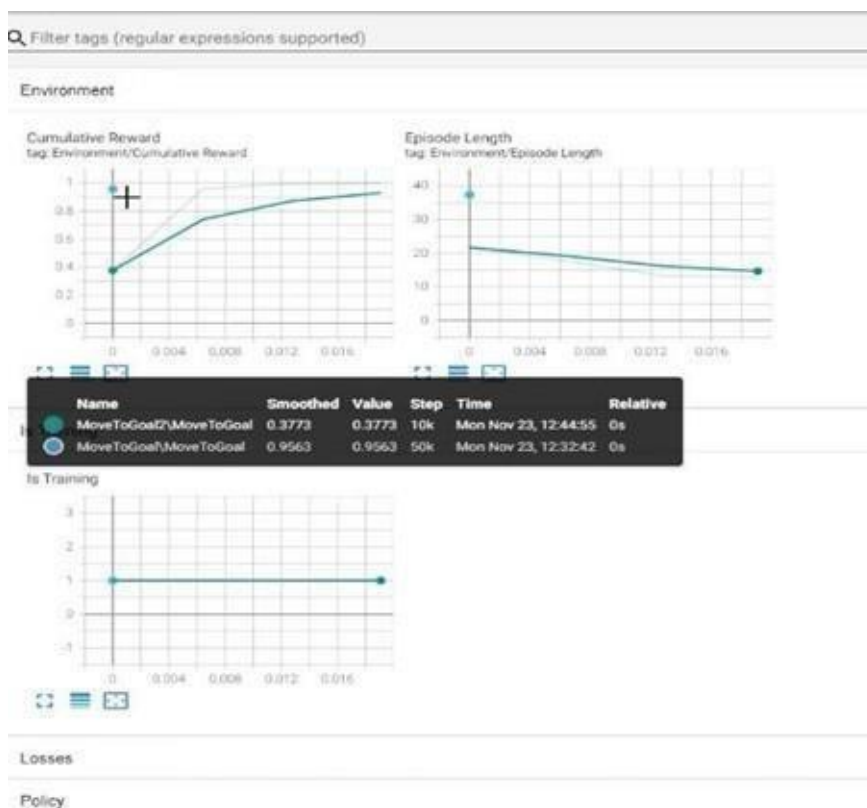 Filter tags (regular expressions supported)
Environment
Cumulative Reward
tag: Environment/Cumulative Reward
1
0.8
0.6
0.4
0.2
0
0 0.004 0.008 0.012 0.016
Episode Length
tag: Environment/Episode Length
40
30
20
10
0
0 0.004 0.008 0.012 0.016
Name Smoothed Value Step Time Relative
MoveToGoal2\MoveToGoal 0.3773 0.3773 10k Mon Nov 23, 12:44:55 0s
MoveToGoal\MoveToGoal 0.9563 0.9563 50k Mon Nov 23, 12:32:42 0s
Is Training
3
2
1
0
-1
0 0.004 0.008 0.012 0.016
Losses
Policy